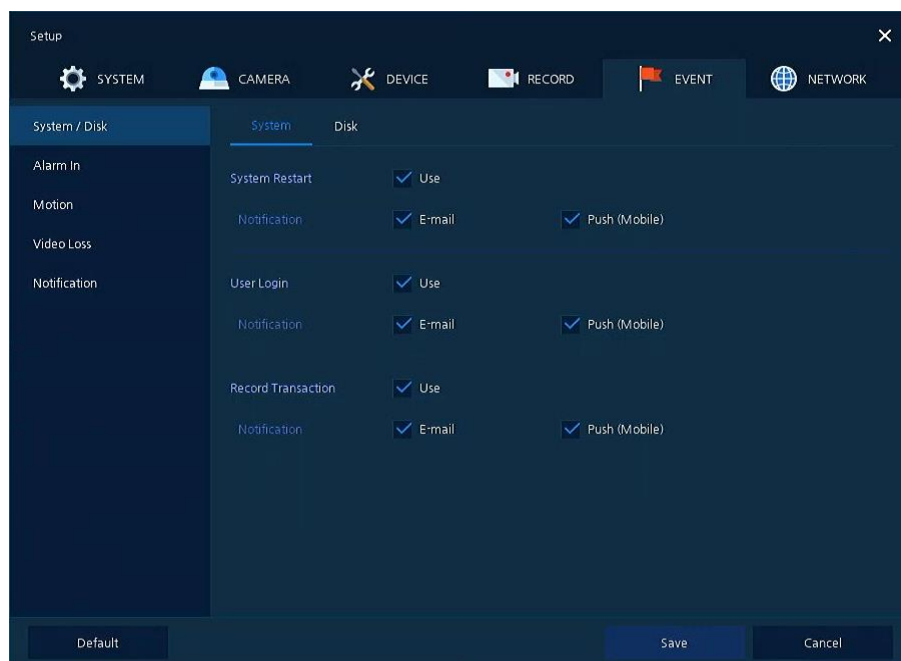 Setup
SYSTEM CAMERA DEVICE RECORD EVENT NETWORK
System / Disk
Alarm In
Motion
Video Loss
Notification
System Disk
System Restart Use
Notification E-mail Push (Mobile)
User Login Use
Notification E-mail Push (Mobile)
Record Transaction Use
Notification E-mail Push (Mobile)
Default Save Cancel